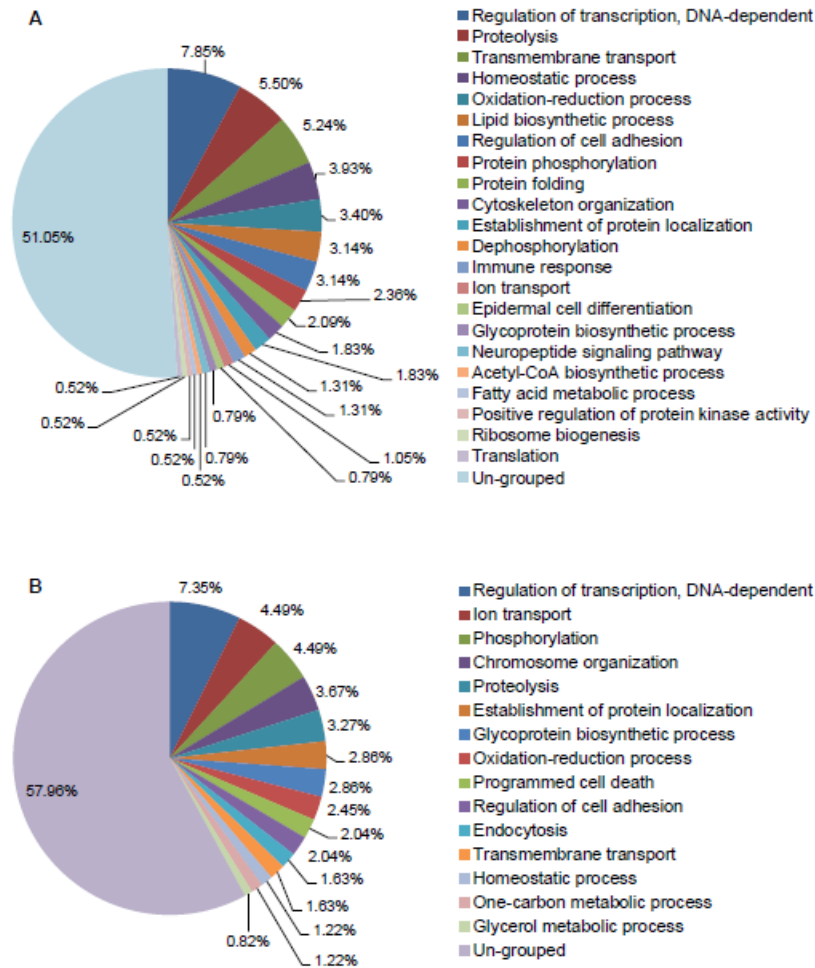 A
7.85%
5.50%
5.24%
3.93%
3.40%
3.14%
3.14%
2.36%
2.09%
1.83%
1.83%
1.31%
1.31%
1.05%
0.79%
0.79%
0.79%
0.52%
0.52%
0.52%
0.52%
0.52%
51.05%
Regulation of transcription, DNA-dependent
Proteolysis
Transmembrane transport
Homeostatic process
Oxidation-reduction process
Lipid biosynthetic process
Regulation of cell adhesion
Protein phosphorylation
Protein folding
Cytoskeleton organization
Establishment of protein localization
Dephosphorylation
Immune response
Ion transport
Epidermal cell differentiation
Glycoprotein biosynthetic process
Neuropeptide signaling pathway
Acetyl-CoA biosynthetic process
Fatty acid metabolic process
Positive regulation of protein kinase activity
Ribosome biogenesis
Translation
Un-grouped
B
7.35%
4.49%
4.49%
3.67%
3.27%
2.86%
2.86%
2.45%
2.04%
2.04%
1.63%
1.63%
1.22%
1.22%
0.82%
57.96%
Regulation of transcription, DNA-dependent
Ion transport
Phosphorylation
Chromosome organization
Proteolysis
Establishment of protein localization
Glycoprotein biosynthetic process
Oxidation-reduction process
Programmed cell death
Regulation of cell adhesion
Endocytosis
Transmembrane transport
Homeostatic process
One-carbon metabolic process
Glycerol metabolic process
Un-grouped